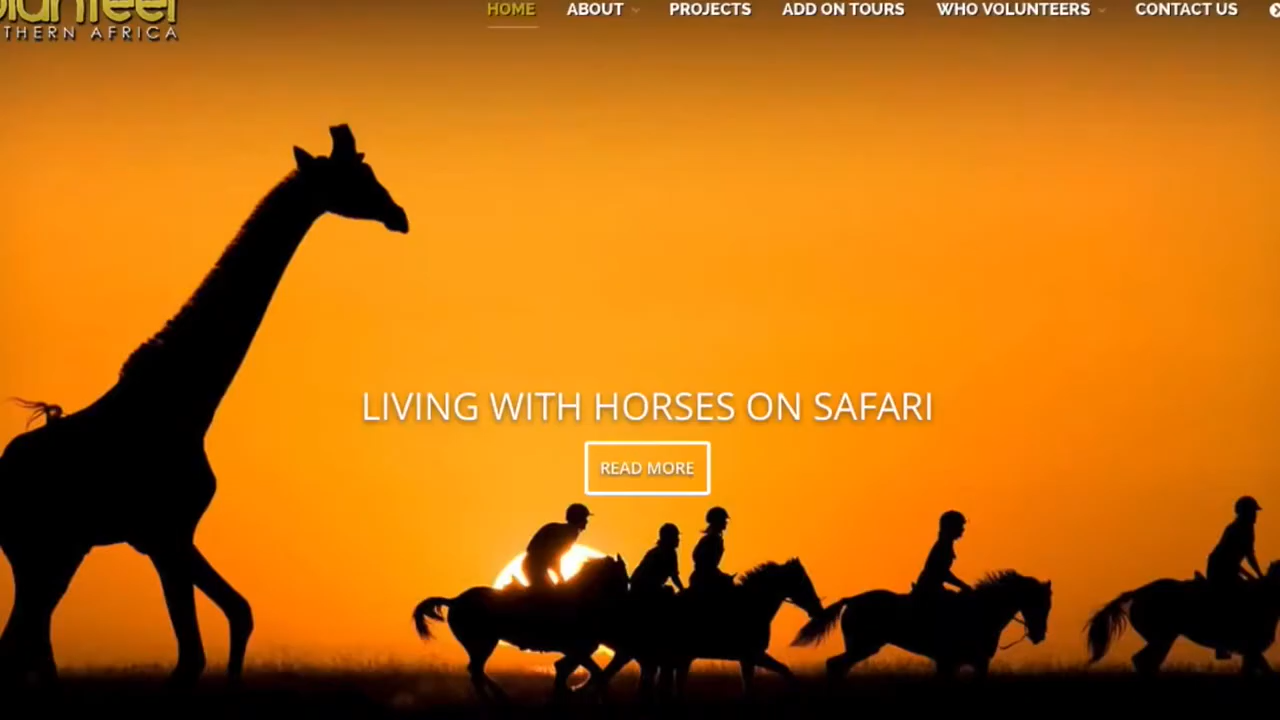 HOME ABOUT PROJECTS ADD ON TOURS WHO VOLUNTEERS CONTACT US
THERN AFRICA
LIVING WITH HORSES ON SAFARI
READ MORE